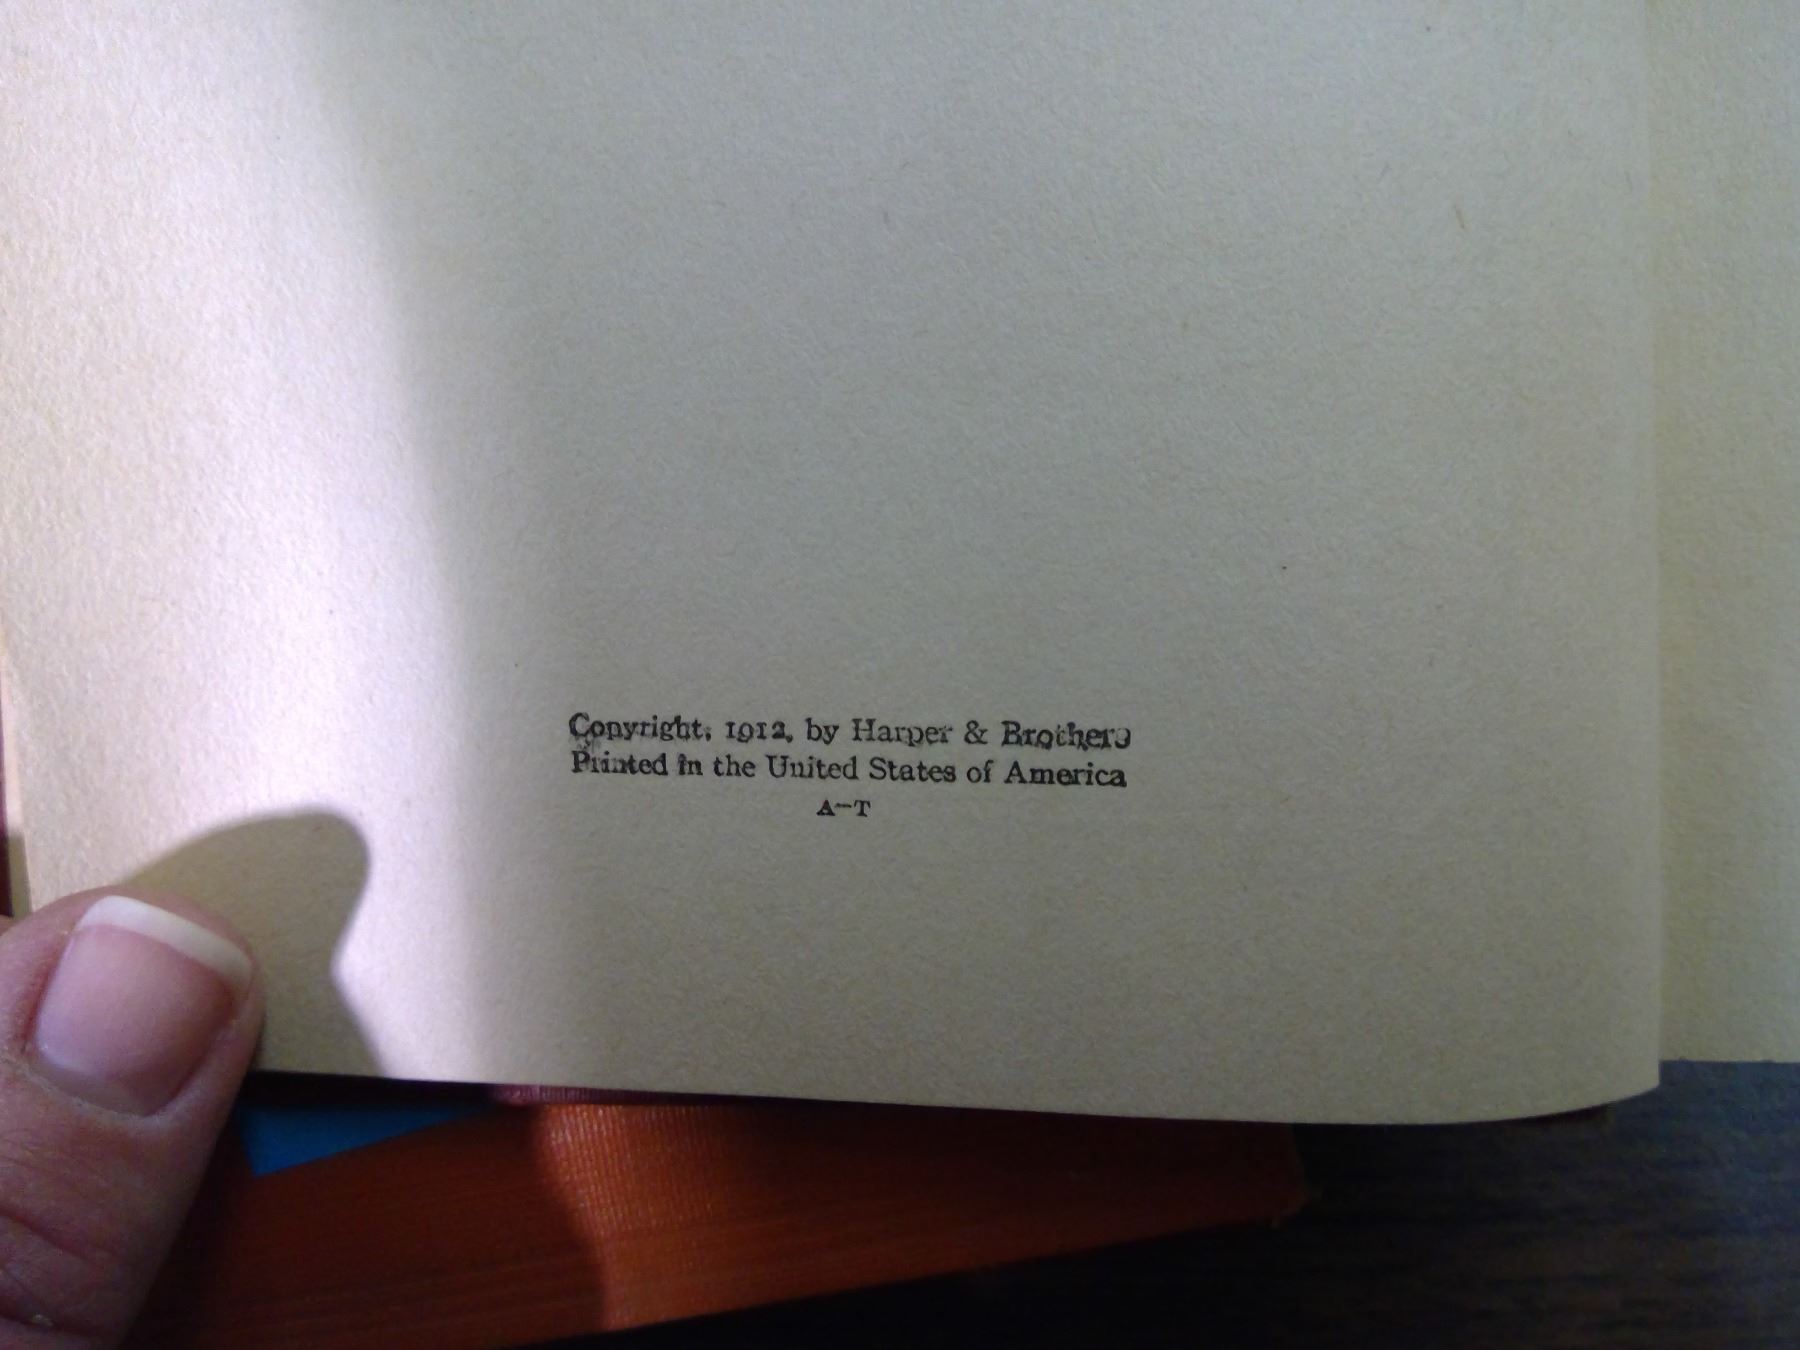 Copyright, 1912, by Harper & Brothers
Printed in the United States of America
A—T